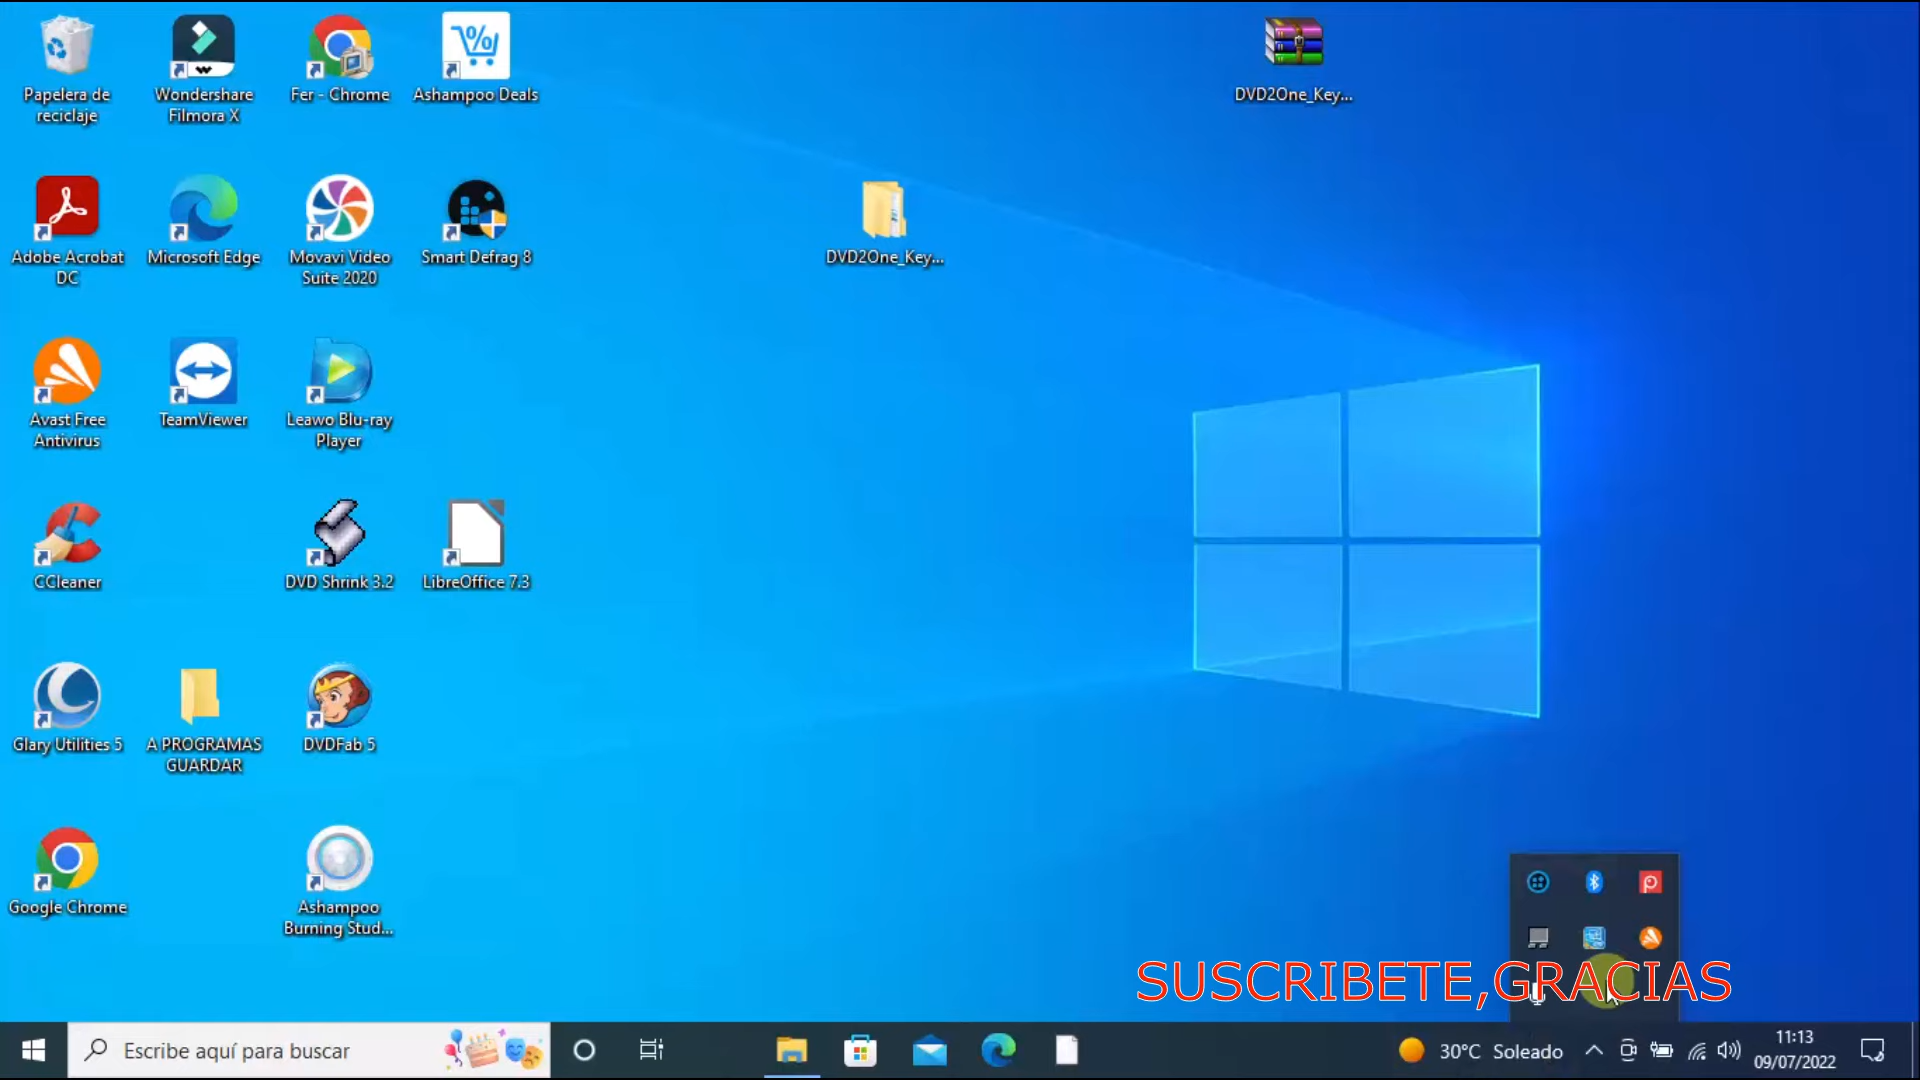 Papelera de
reciclaje
Wondershare
Filmora X
Fer - Chrome
Ashampoo Deals
DVD2One_Key...
Adobe Acrobat
DC
Microsoft Edge
Movavi Video
Suite 2020
Smart Defrag 8
DVD2One_Key...
Avast Free
Antivirus
TeamViewer
Leawo Blu-ray
Player
CCleaner
DVD Shrink 3.2
LibreOffice 7.3
Glary Utilities 5
A PROGRAMAS
GUARDAR
DVDFab 5
Google Chrome
Ashampoo
Burning Stud...
SUSCRIBETE,GRACIAS
Escribe aquí para buscar
30°C Soleado
11:13
09/07/2022